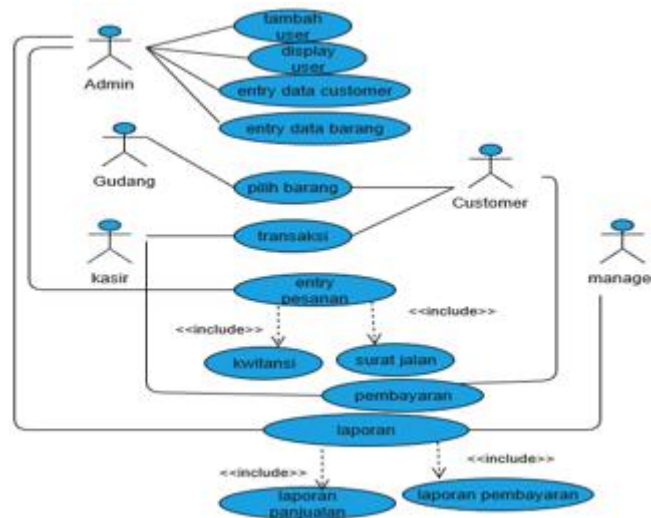 tambah
user
display
user
Admin
entry data customer
entry data barang
Gudang
pilih barang
Customer
kasir
transaksi
manage
entry
pesanan
<<include>>
<<include>>
kwitansi
surat jalan
pembayaran
laporan
<<include>>
<<include>>
laporan
panjualan
laporan pembayaran